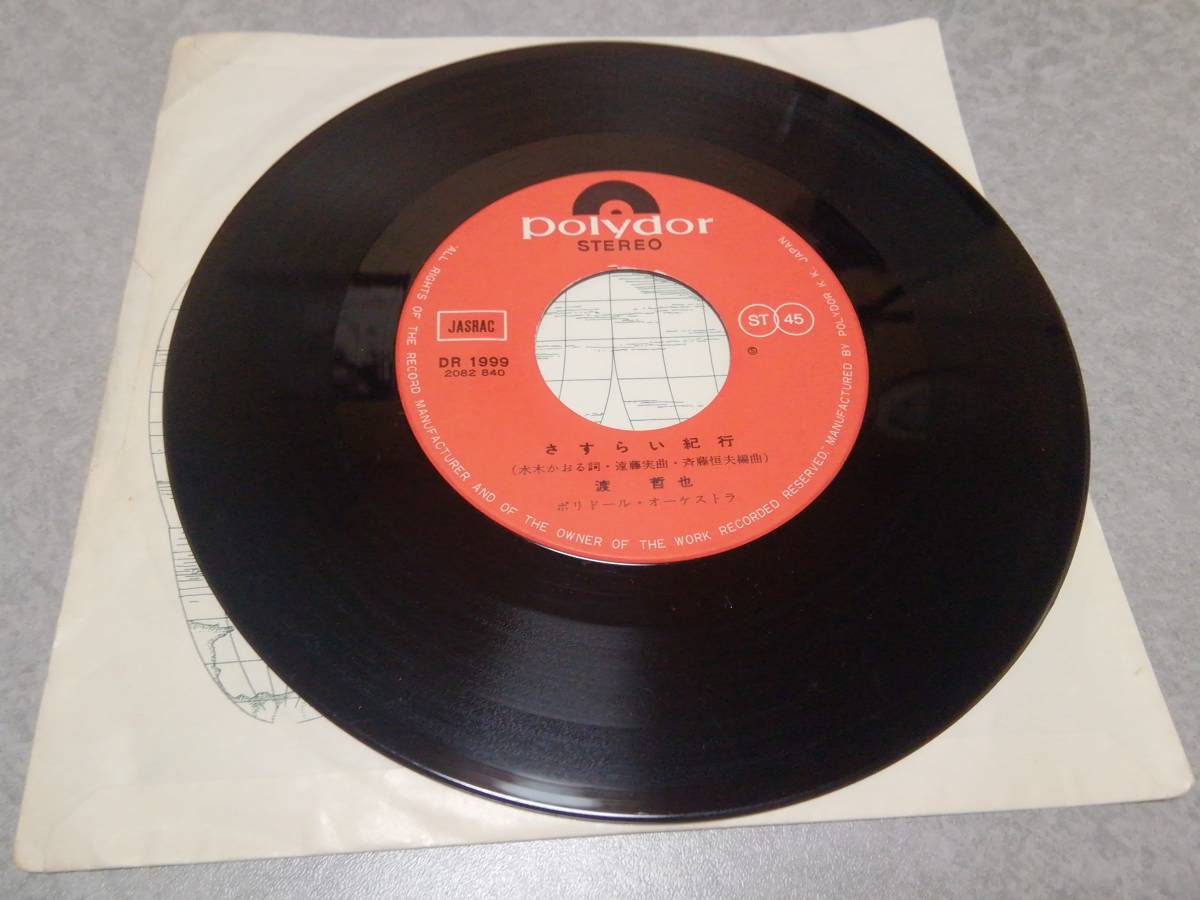 polydor
STEREO
JASRAC
ST 45
DR 1999
2082 840
Ⓢ
さすらい紀行
(水木かおる詞・遠藤実曲・斉藤恒夫編曲)
渡 哲也
ポリドール・オーケストラ
"ALL RIGHTS OF THE RECORD MANUFACTURER AND OF THE OWNER OF THE WORK RECORDED RESERVED." MANUFACTURED BY POLYDOR K.K. JAPAN